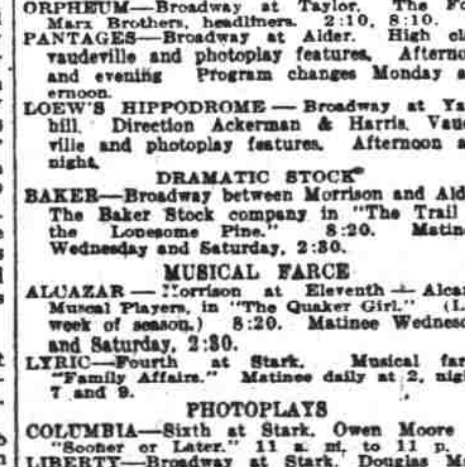 ORPHEUM—Broadway at Taylor. The Fo
Marx Brothers, headliners. 2:10, 8:10.
PANTAGES—Broadway at Alder. High cl
vaudeville and photoplay features, Afterno
and evening Program changes Monday a
ernoon.
LOEW'S HIPPODROME — Broadway at Ya
hill. Direction Ackerman & Harris. Vau
ville and photoplay features. Afternoon a
night.
DRAMATIC STOCK
BAKER—Broadway between Morrison and Ald
The Baker Stock company in "The Trail
the Lonesome Pine." 8:20. Matin
Wednesday and Saturday, 2:30.
MUSICAL FARCE
ALCAZAR — Morrison at Eleventh — Alca
Museal Players, in "The Quaker Girl." (L
week of season.) 8:20. Matinee Wednes
and Saturday, 2:30.
LYRIC—Fourth at Stark. Musical far
"Family Affairs." Matinee daily at 2, nig
7 and 9.
PHOTOPLAYS
COLUMBIA—Sixth at Stark. Owen Moore
"Sooner or Later." 11 a. m. to 11 p.
LIBERTY—Broadway at Stark. Douglas M